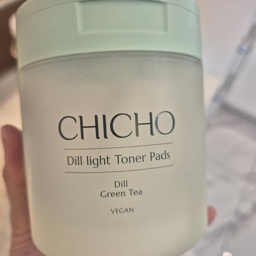 CHICHO
Dill light Toner Pads
Dill
Green Tea
VEGAN